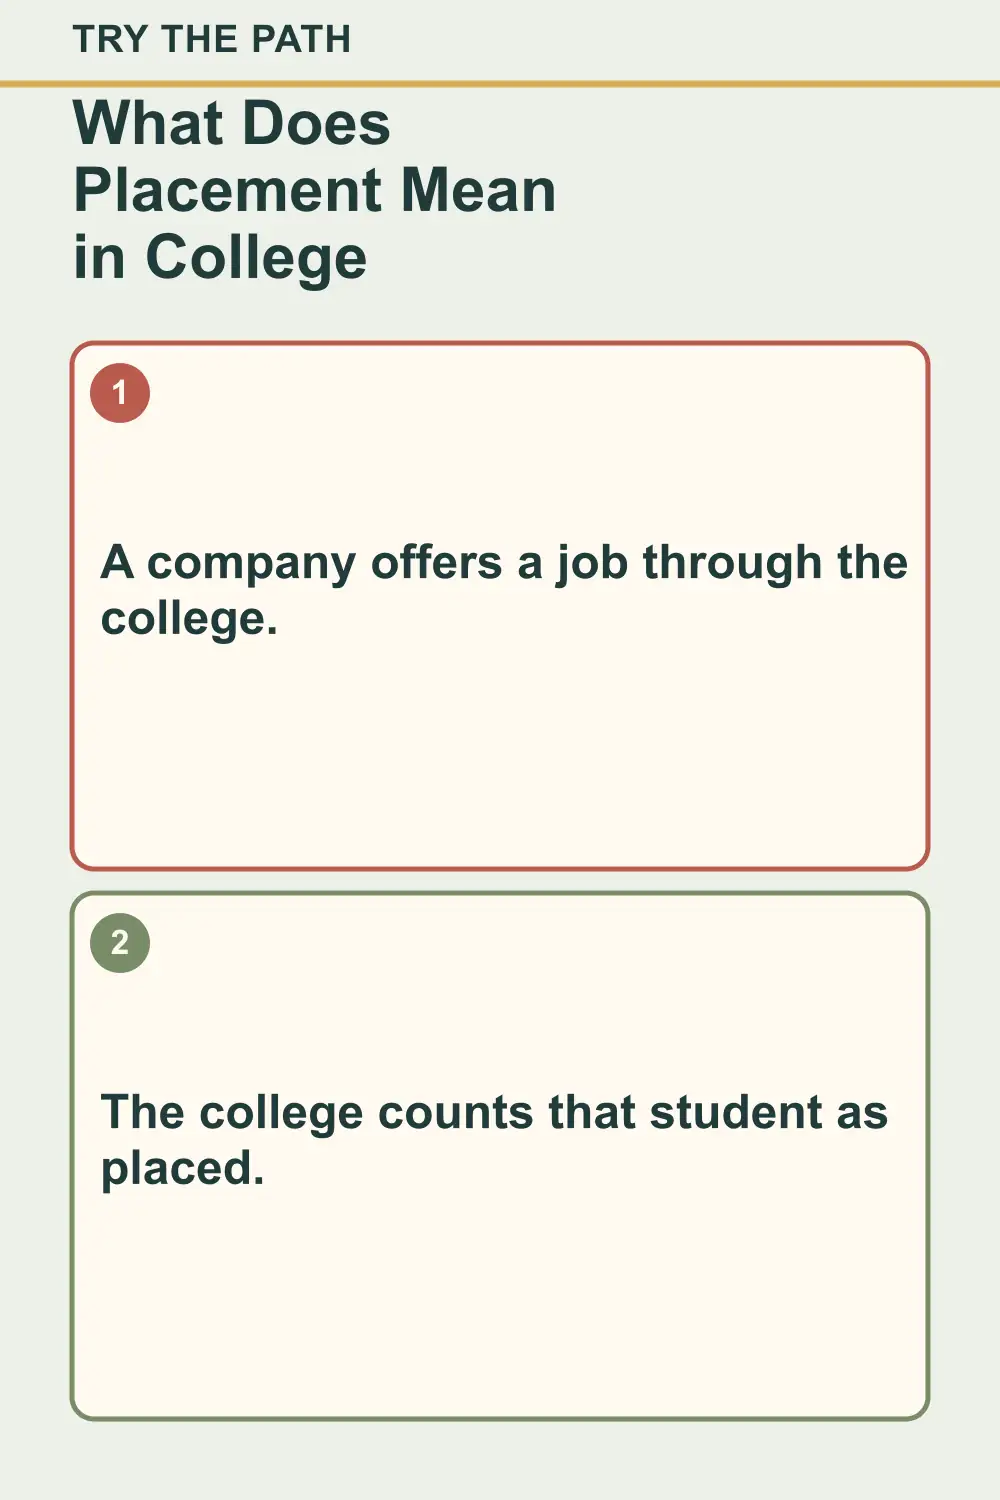 TRY THE PATH
What Does
Placement Mean
in College
1
A company offers a job through the
college.
2
The college counts that student as
placed.